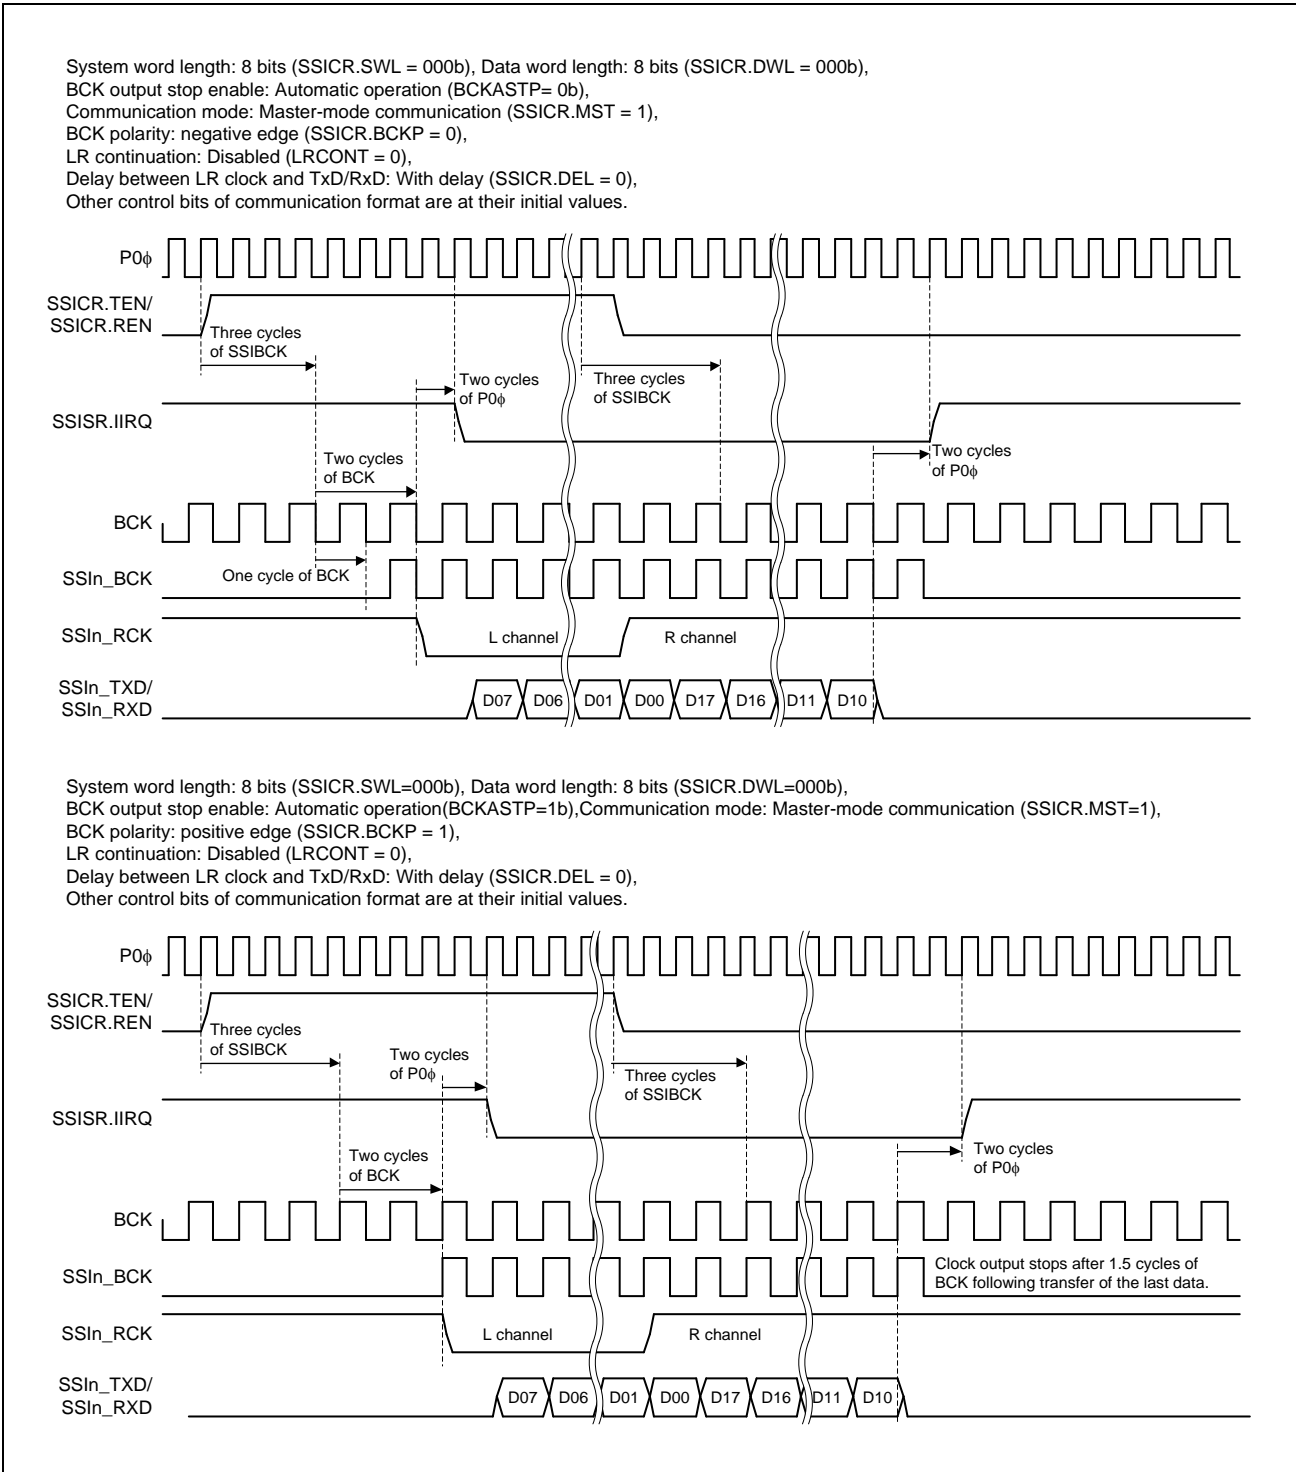 System word length: 8 bits (SSICR.SWL = 000b), Data word length: 8 bits (SSICR.DWL = 000b),
BCK output stop enable: Automatic operation (BCKASTP= 0b),
Communication mode: Master-mode communication (SSICR.MST = 1),
BCK polarity: negative edge (SSICR.BCKP = 0),
LR continuation: Disabled (LRCONT = 0),
Delay between LR clock and TxD/RxD: With delay (SSICR.DEL = 0),
Other control bits of communication format are at their initial values.
P0ϕ
SSICR.TEN/
SSICR.REN
Three cycles
of SSIBCK
Two cycles
of P0ϕ
Three cycles
of SSIBCK
SSISR.IIRQ
Two cycles
of BCK
Two cycles
of P0ϕ
BCK
One cycle of BCK
SSIn_BCK
SSIn_RCK
L channel
R channel
SSIn_TXD/
SSIn_RXD
D07 D06 D01 D00 D17 D16 D11 D10
System word length: 8 bits (SSICR.SWL=000b), Data word length: 8 bits (SSICR.DWL=000b),
BCK output stop enable: Automatic operation(BCKASTP=1b),Communication mode: Master-mode communication (SSICR.MST=1),
BCK polarity: positive edge (SSICR.BCKP = 1),
LR continuation: Disabled (LRCONT = 0),
Delay between LR clock and TxD/RxD: With delay (SSICR.DEL = 0),
Other control bits of communication format are at their initial values.
P0ϕ
SSICR.TEN/
SSICR.REN
Three cycles
of SSIBCK
Two cycles
of P0ϕ
Three cycles
of SSIBCK
SSISR.IIRQ
Two cycles
of BCK
Two cycles
of P0ϕ
BCK
SSIn_BCK
Clock output stops after 1.5 cycles of
BCK following transfer of the last data.
SSIn_RCK
L channel
R channel
SSIn_TXD/
SSIn_RXD
D07 D06 D01 D00 D17 D16 D11 D10